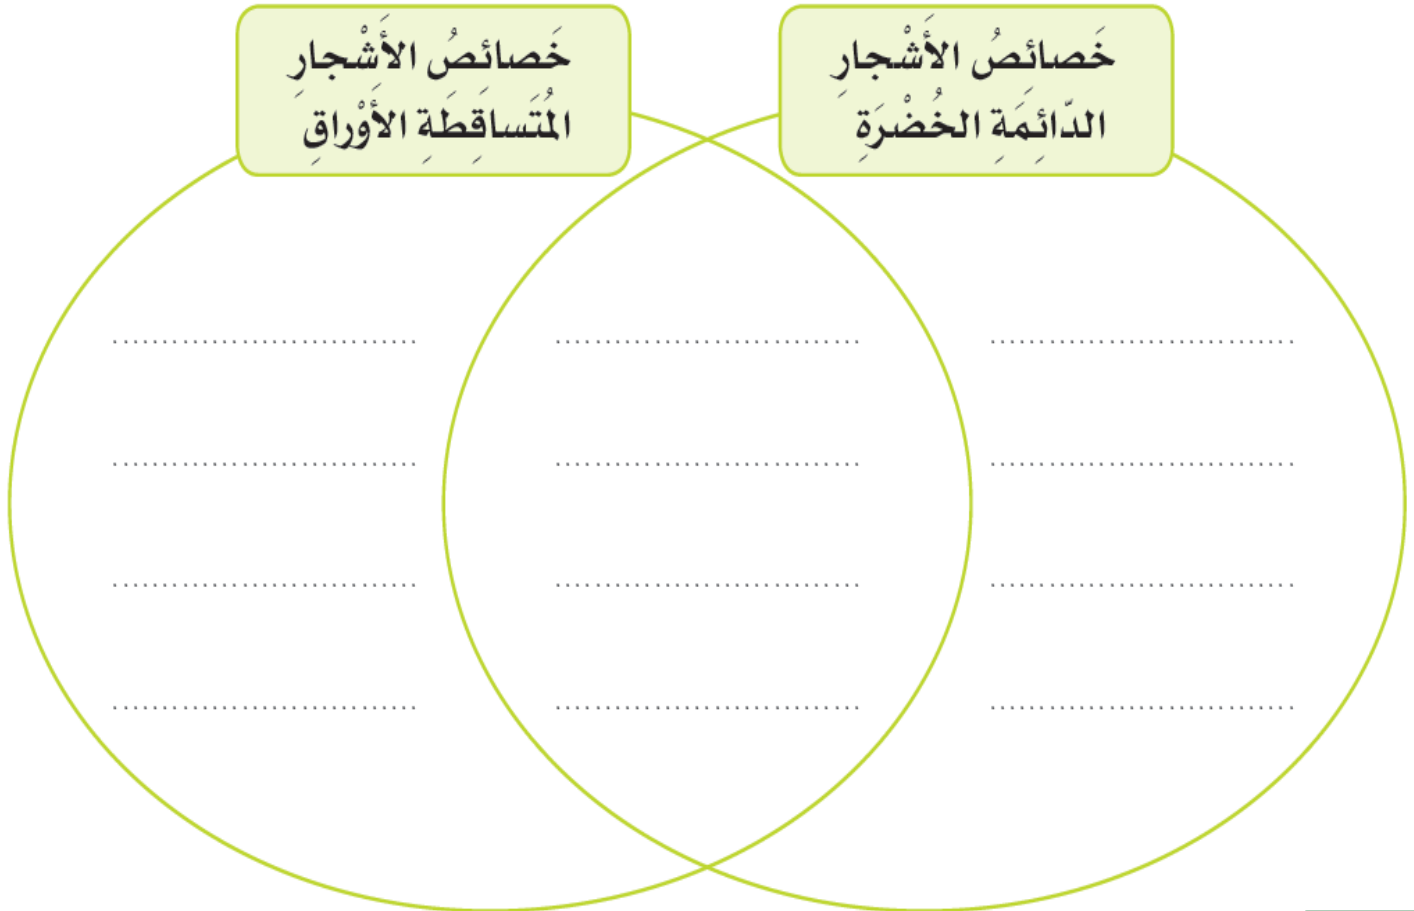 خَصائِصُ الأَشْجارِ
الدّائِمَةِ الخُضْرَةِ
خَصائِصُ الأَشْجارِ
المُتَساقِطَةِ الأَوْراقِ